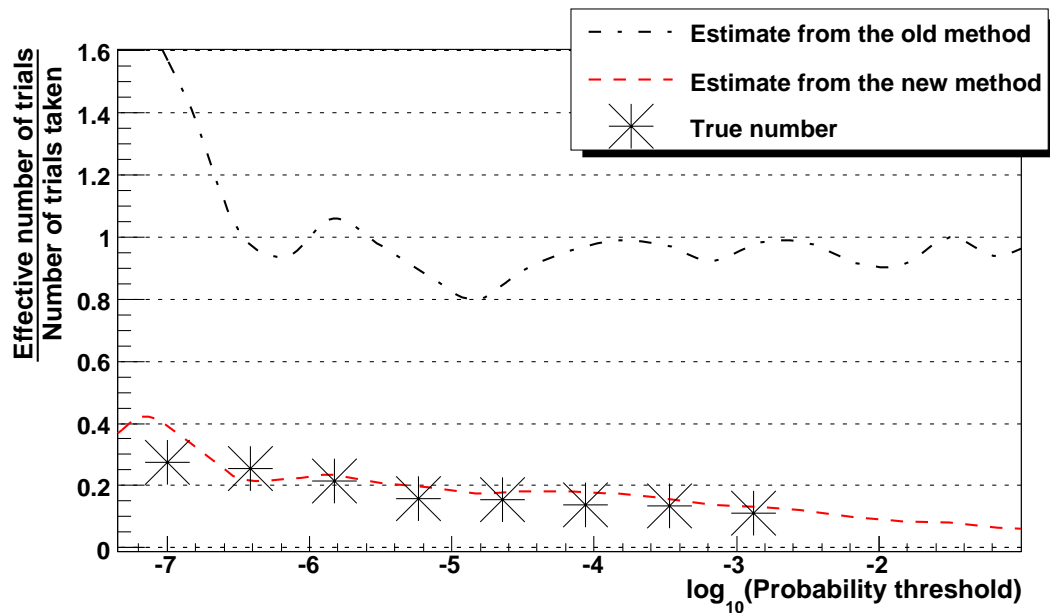 Estimate from the old method
Estimate from the new method
True number
Effective number of trials
Number of trials taken
1.6
1.4
1.2
1
0.8
0.6
0.4
0.2
0
-7 -6 -5 -4 -3 -2
log10(Probability threshold)